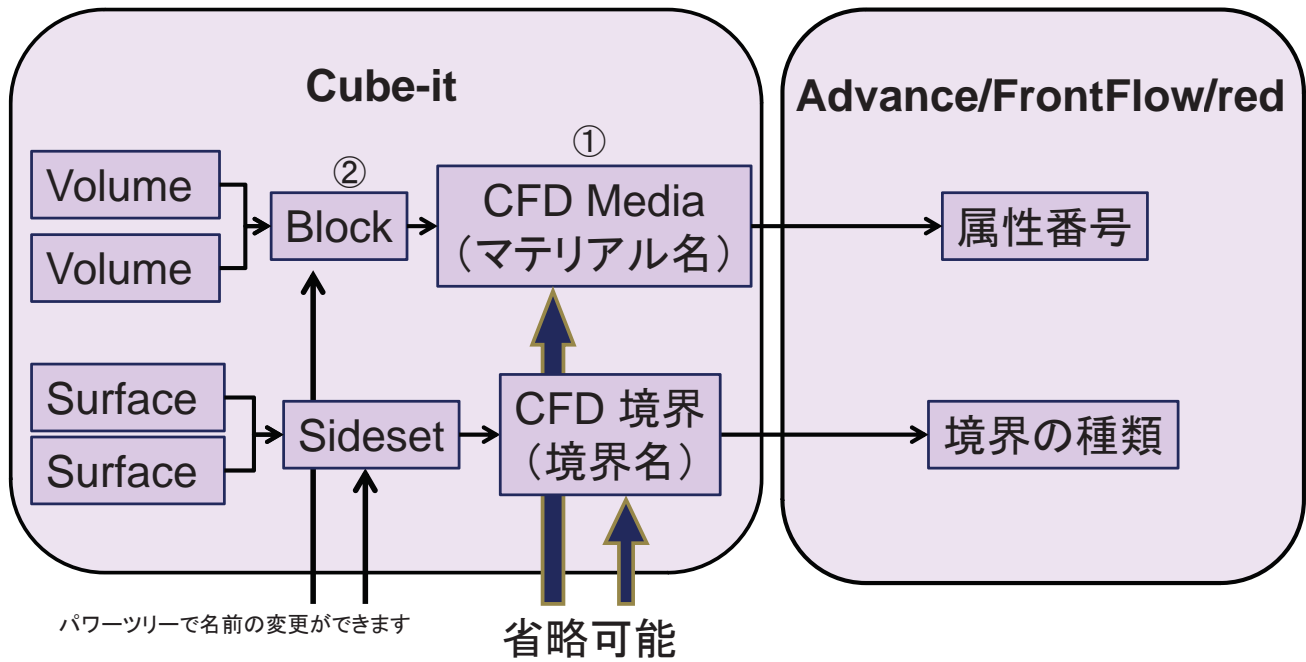 Cube-it
Advance/FrontFlow/red
①
②
Volume
Volume
Block
CFD Media
（マテリアル名）
属性番号
Surface
Surface
Sideset
CFD 境界
（境界名）
境界の種類
パワーツリーで名前の変更ができます
省略可能